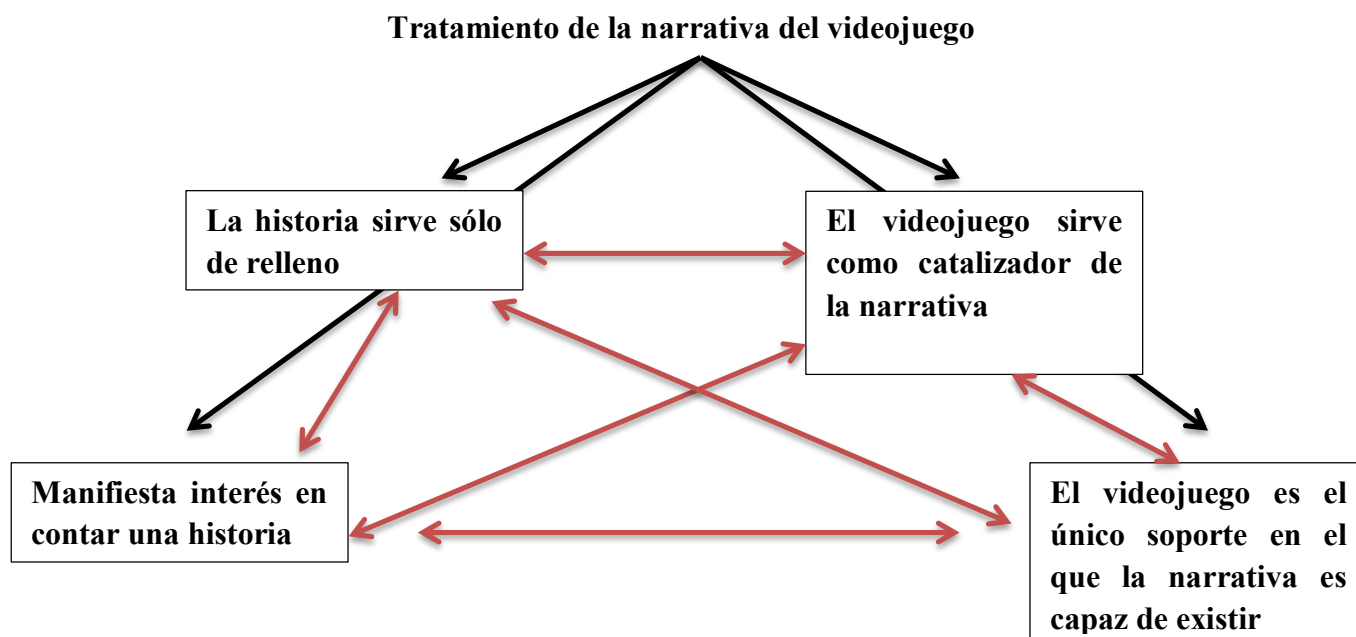 Tratamiento de la narrativa del videojuego
La historia sirve sólo
de relleno
El videojuego sirve
como catalizador de
la narrativa
Manifiesta interés en
contar una historia
El videojuego es el
único soporte en el
que la narrativa es
capaz de existir